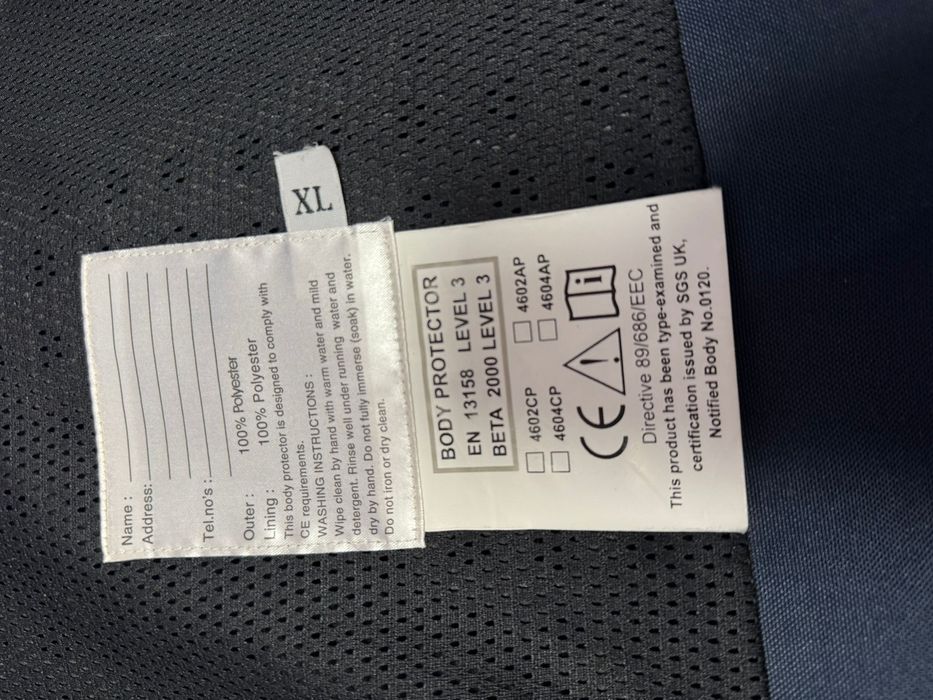 XL
Name :
Address:
Tel.no's :
Outer : 100% Polyester
Lining : 100% Polyester
This body protector is designed to comply with
CE requirements.
WASHING INSTRUCTIONS :
Wipe clean by hand with warm water and mild
detergent. Rinse well under running water and
dry by hand. Do not fully immerse (soak) in water.
Do not iron or dry clean.
BODY PROTECTOR
EN 13158 LEVEL 3
BETA 2000 LEVEL 3
4602CP 4602AP
4604CP 4604AP
CE
Directive 89/686/EEC
This product has been type-examined and
certification issued by SGS UK,
Notified Body No.0120.